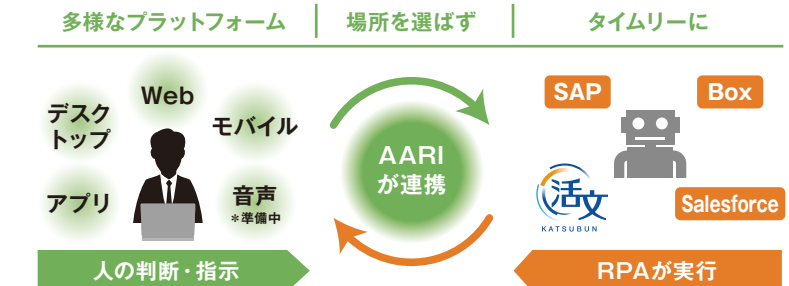 多様なプラットフォーム
場所を選ばず
タイムリーに
Web
デスク
トップ
モバイル
アプリ
音声
*準備中
AARI
が連携
SAP
Box
活文
KATSUBUN
Salesforce
人の判断・指示
RPAが実行